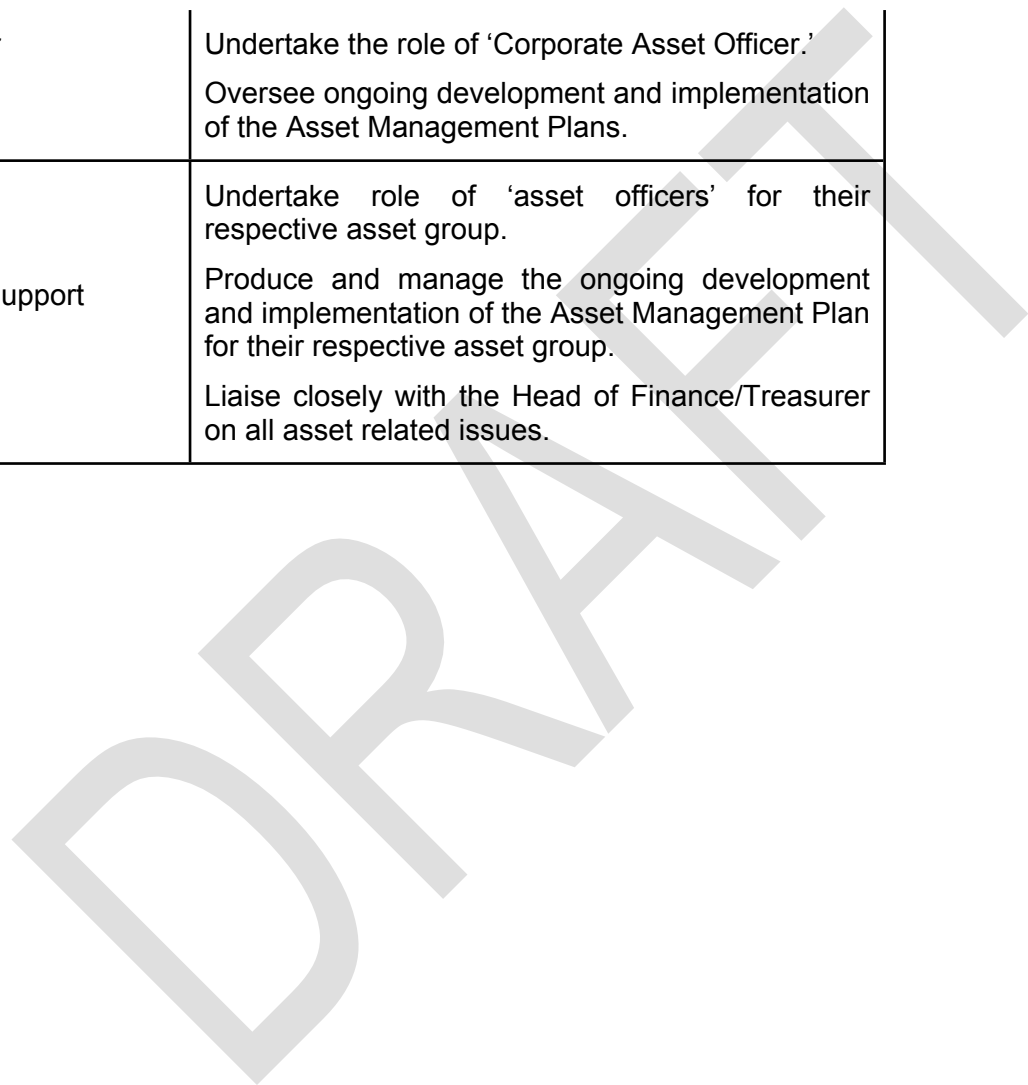 Undertake the role of ‘Corporate Asset Officer.’
Oversee ongoing development and implementation
of the Asset Management Plans.
Undertake role of ‘asset officers’ for their
respective asset group.
upport
Produce and manage the ongoing development
and implementation of the Asset Management Plan
for their respective asset group.
Liaise closely with the Head of Finance/Treasurer
on all asset related issues.
DRAFT